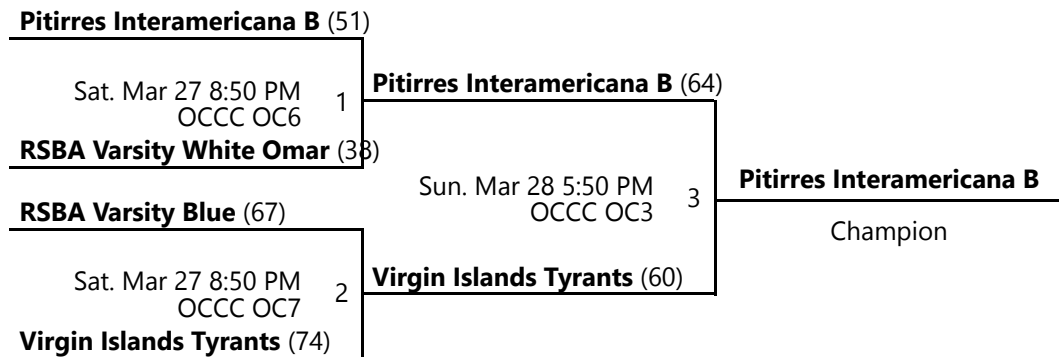 Pitirres Interamericana B (51)
Sat. Mar 27 8:50 PM
OCCC OC6
1
RSBA Varsity White Omar (38)
Pitirres Interamericana B (64)
Sun. Mar 28 5:50 PM
OCCC OC3
3
Pitirres Interamericana B
Champion
RSBA Varsity Blue (67)
Sat. Mar 27 8:50 PM
OCCC OC7
2
Virgin Islands Tyrants (60)
Virgin Islands Tyrants (74)